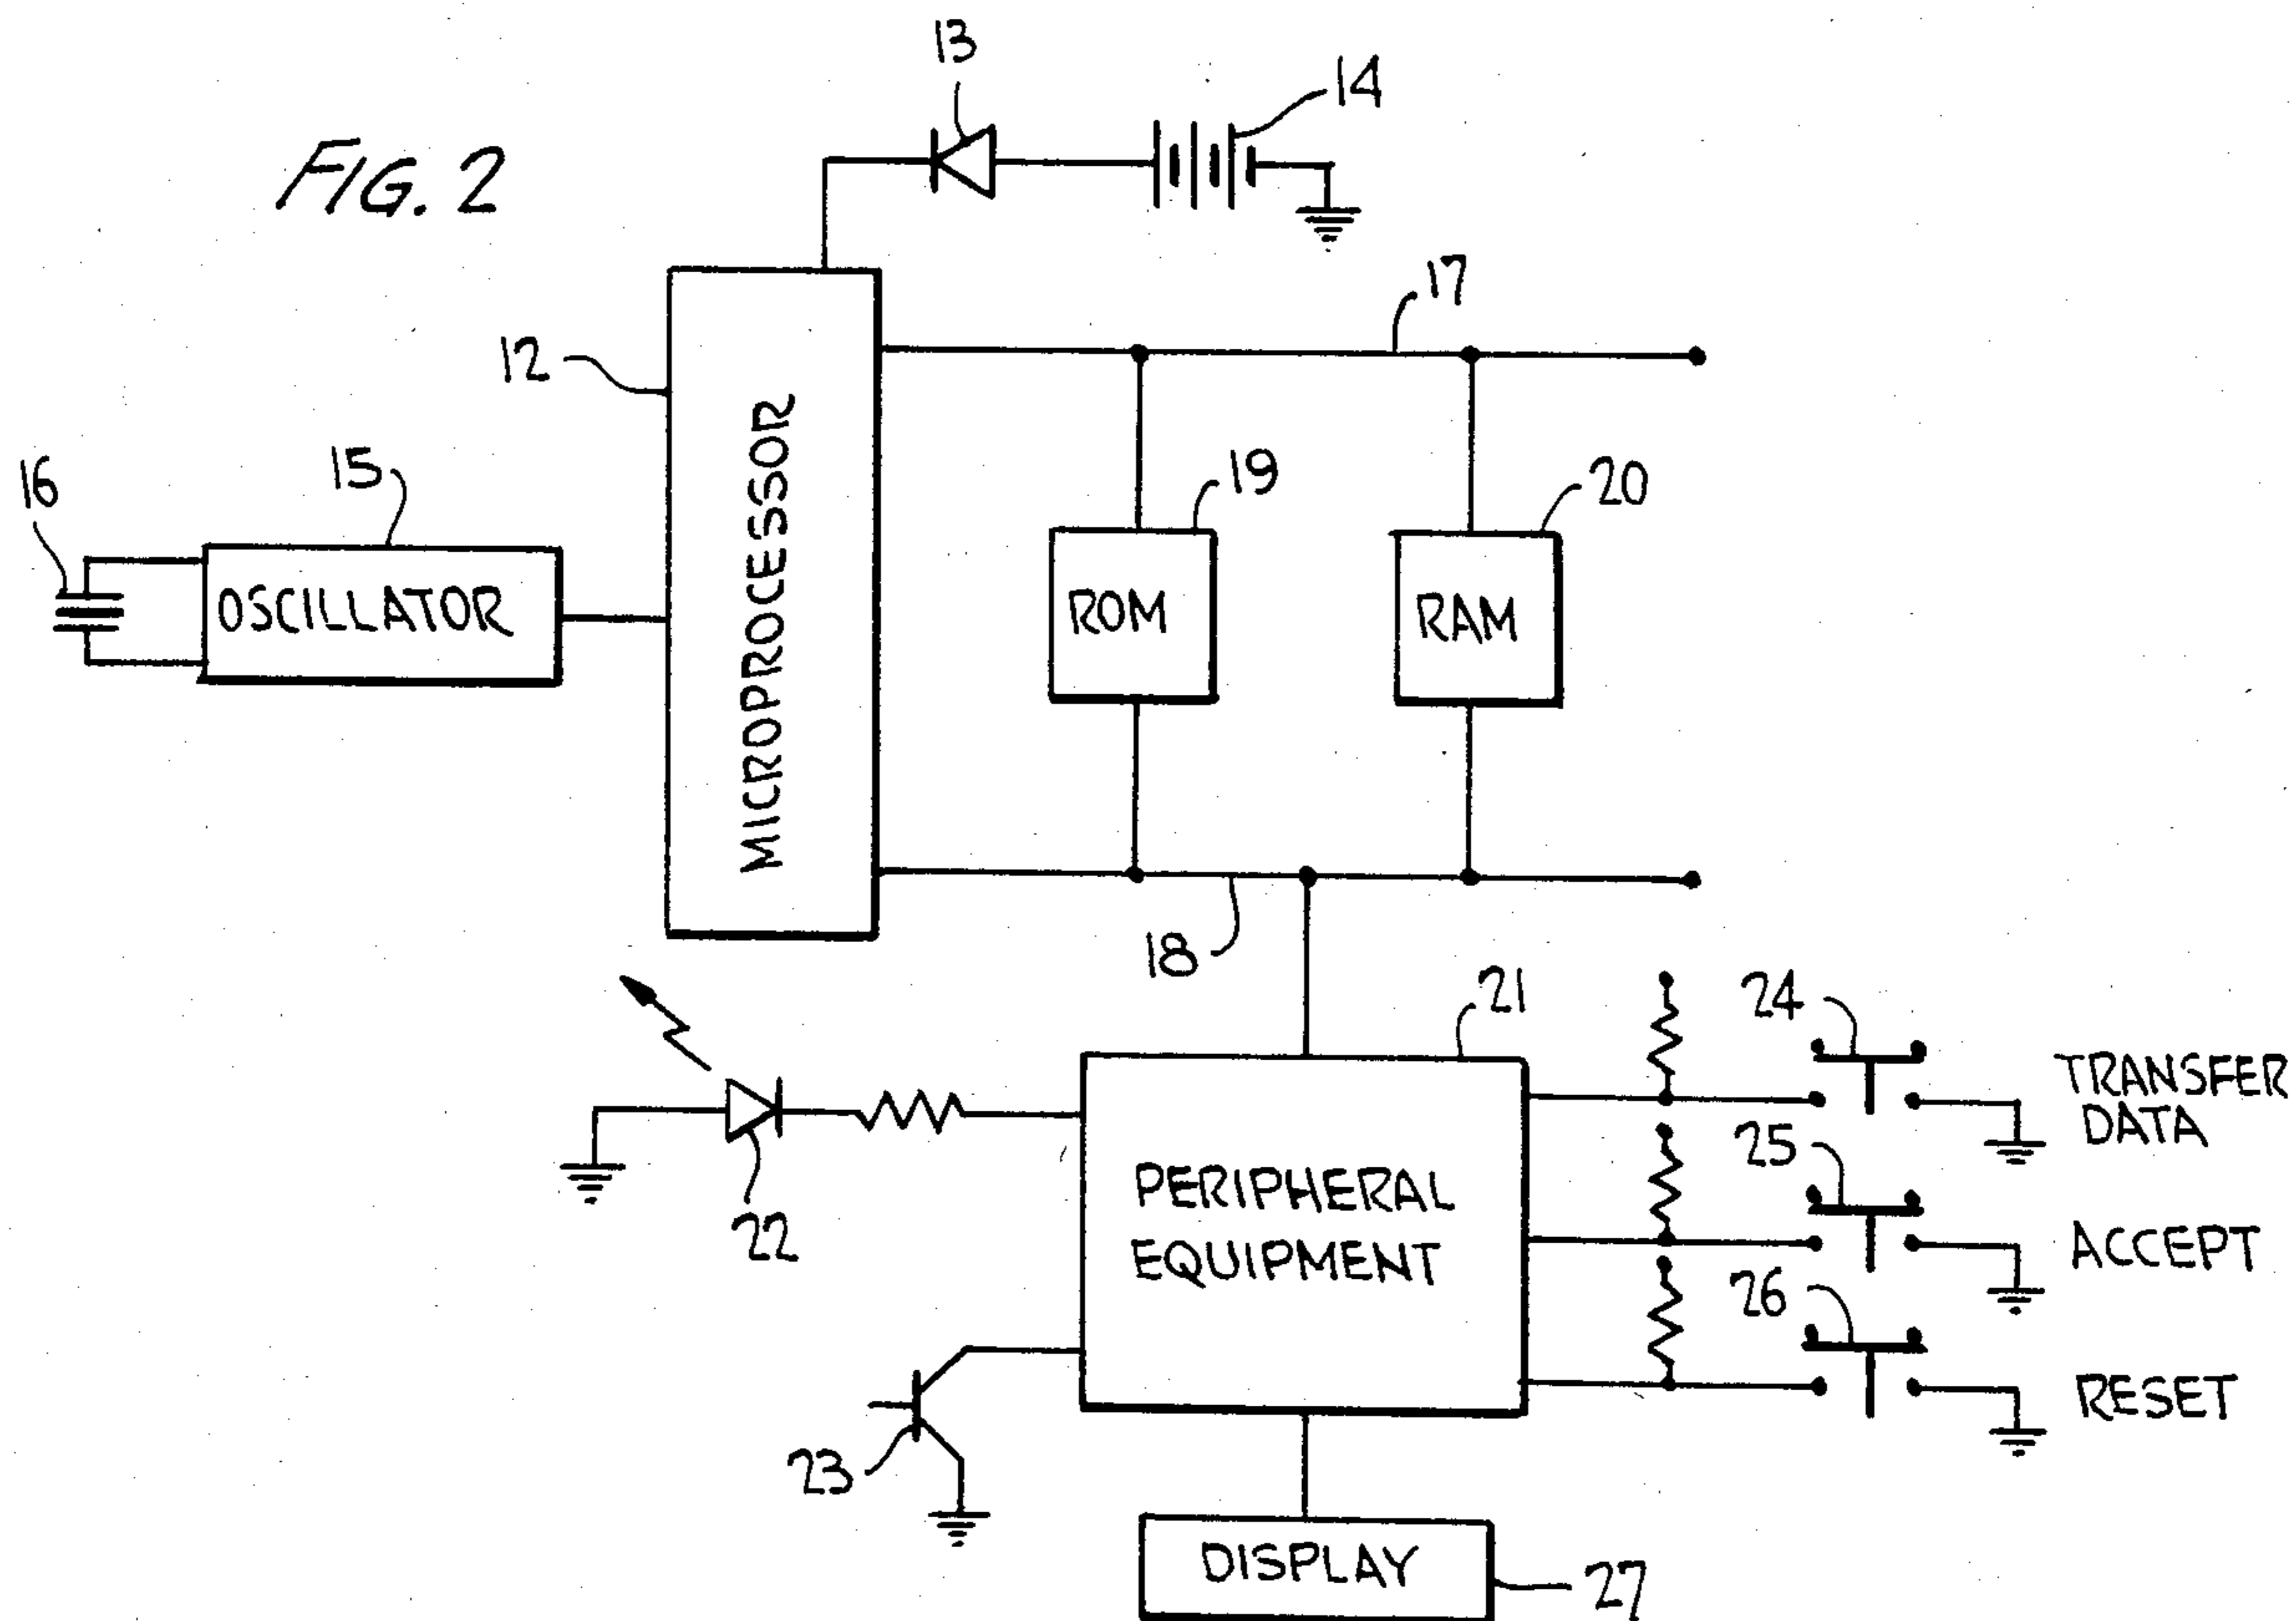 13
14
FIG. 2
17
12
MICROPROCESSOR
16
15
19
20
OSCILLATOR
ROM
RAM
18
21
24
TRANSFER
DATA
25
22
PERIPHERAL
EQUIPMENT
ACCEPT
26
23
RESET
DISPLAY
27